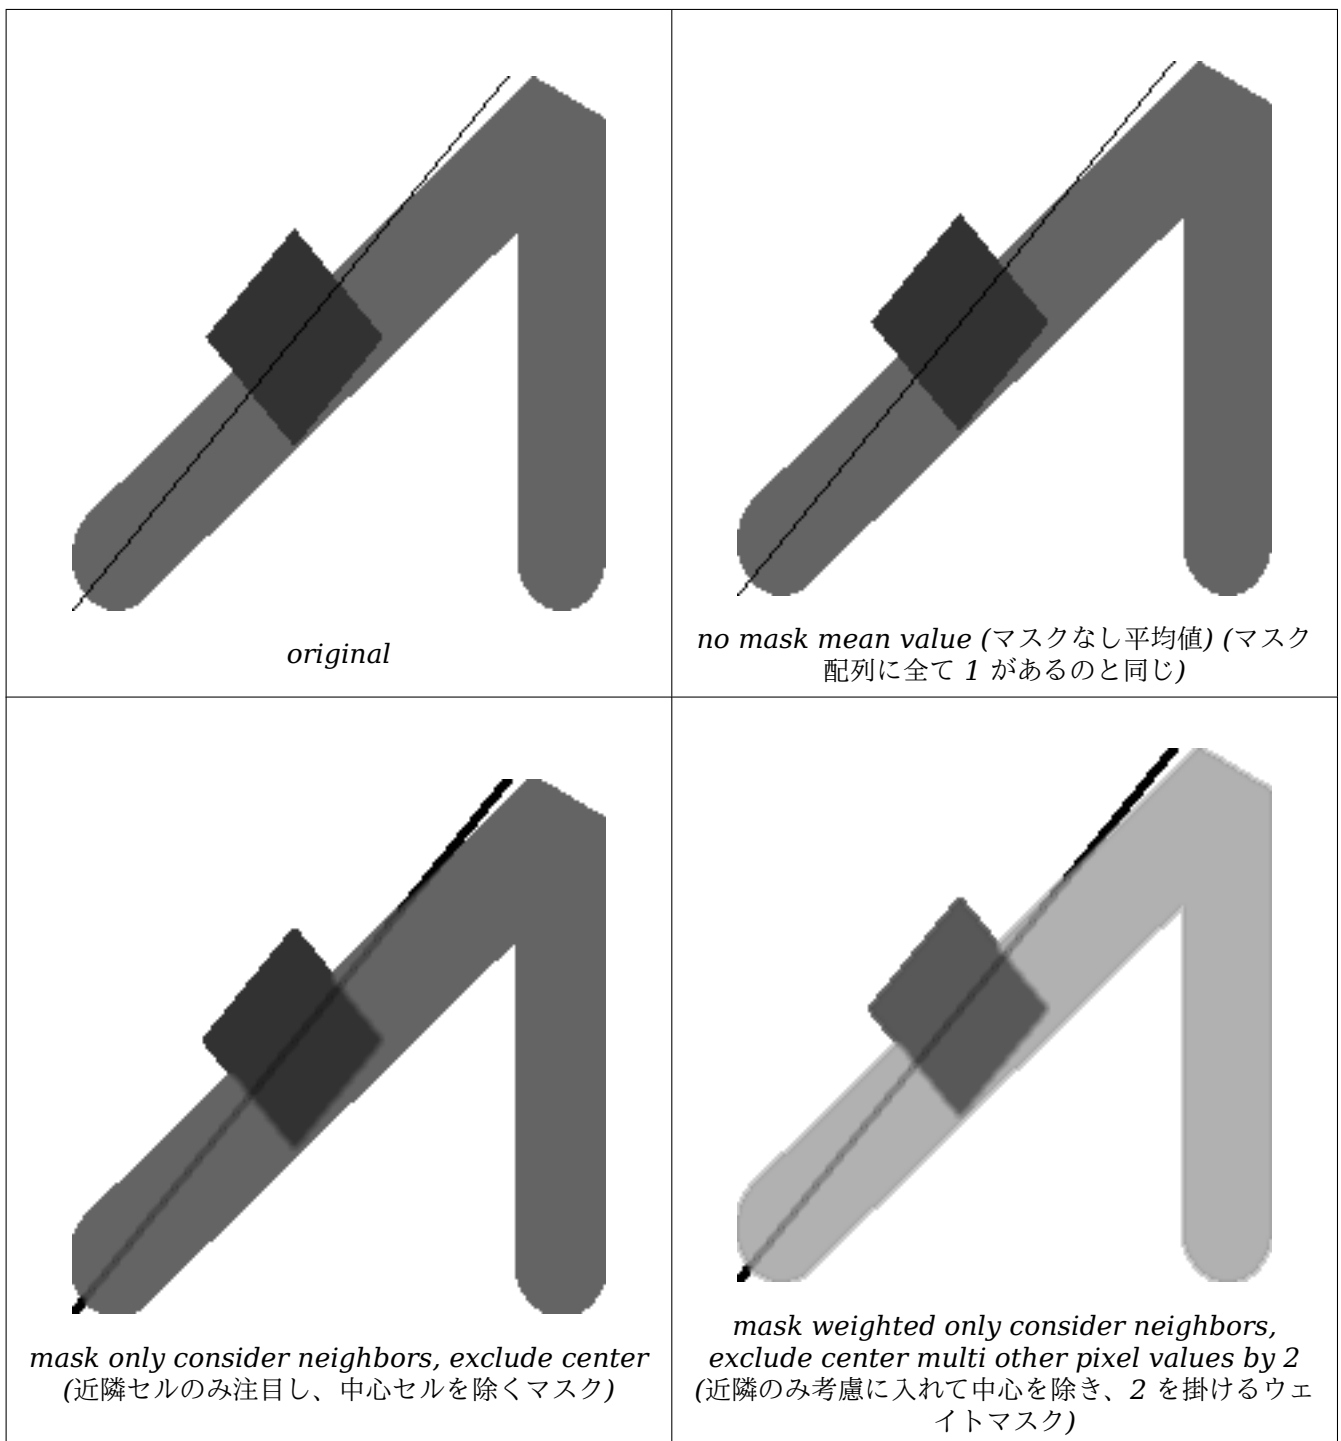 original
no mask mean value (マスクなし平均値) (マスク
配列に全て 1 があるのと同じ)
mask only consider neighbors, exclude center
(近隣セルのみ注目し、中心セルを除くマスク)
mask weighted only consider neighbors,
exclude center multi other pixel values by 2
(近隣のみ考慮に入れて中心を除き、2 を掛けるウェ
イトマスク)